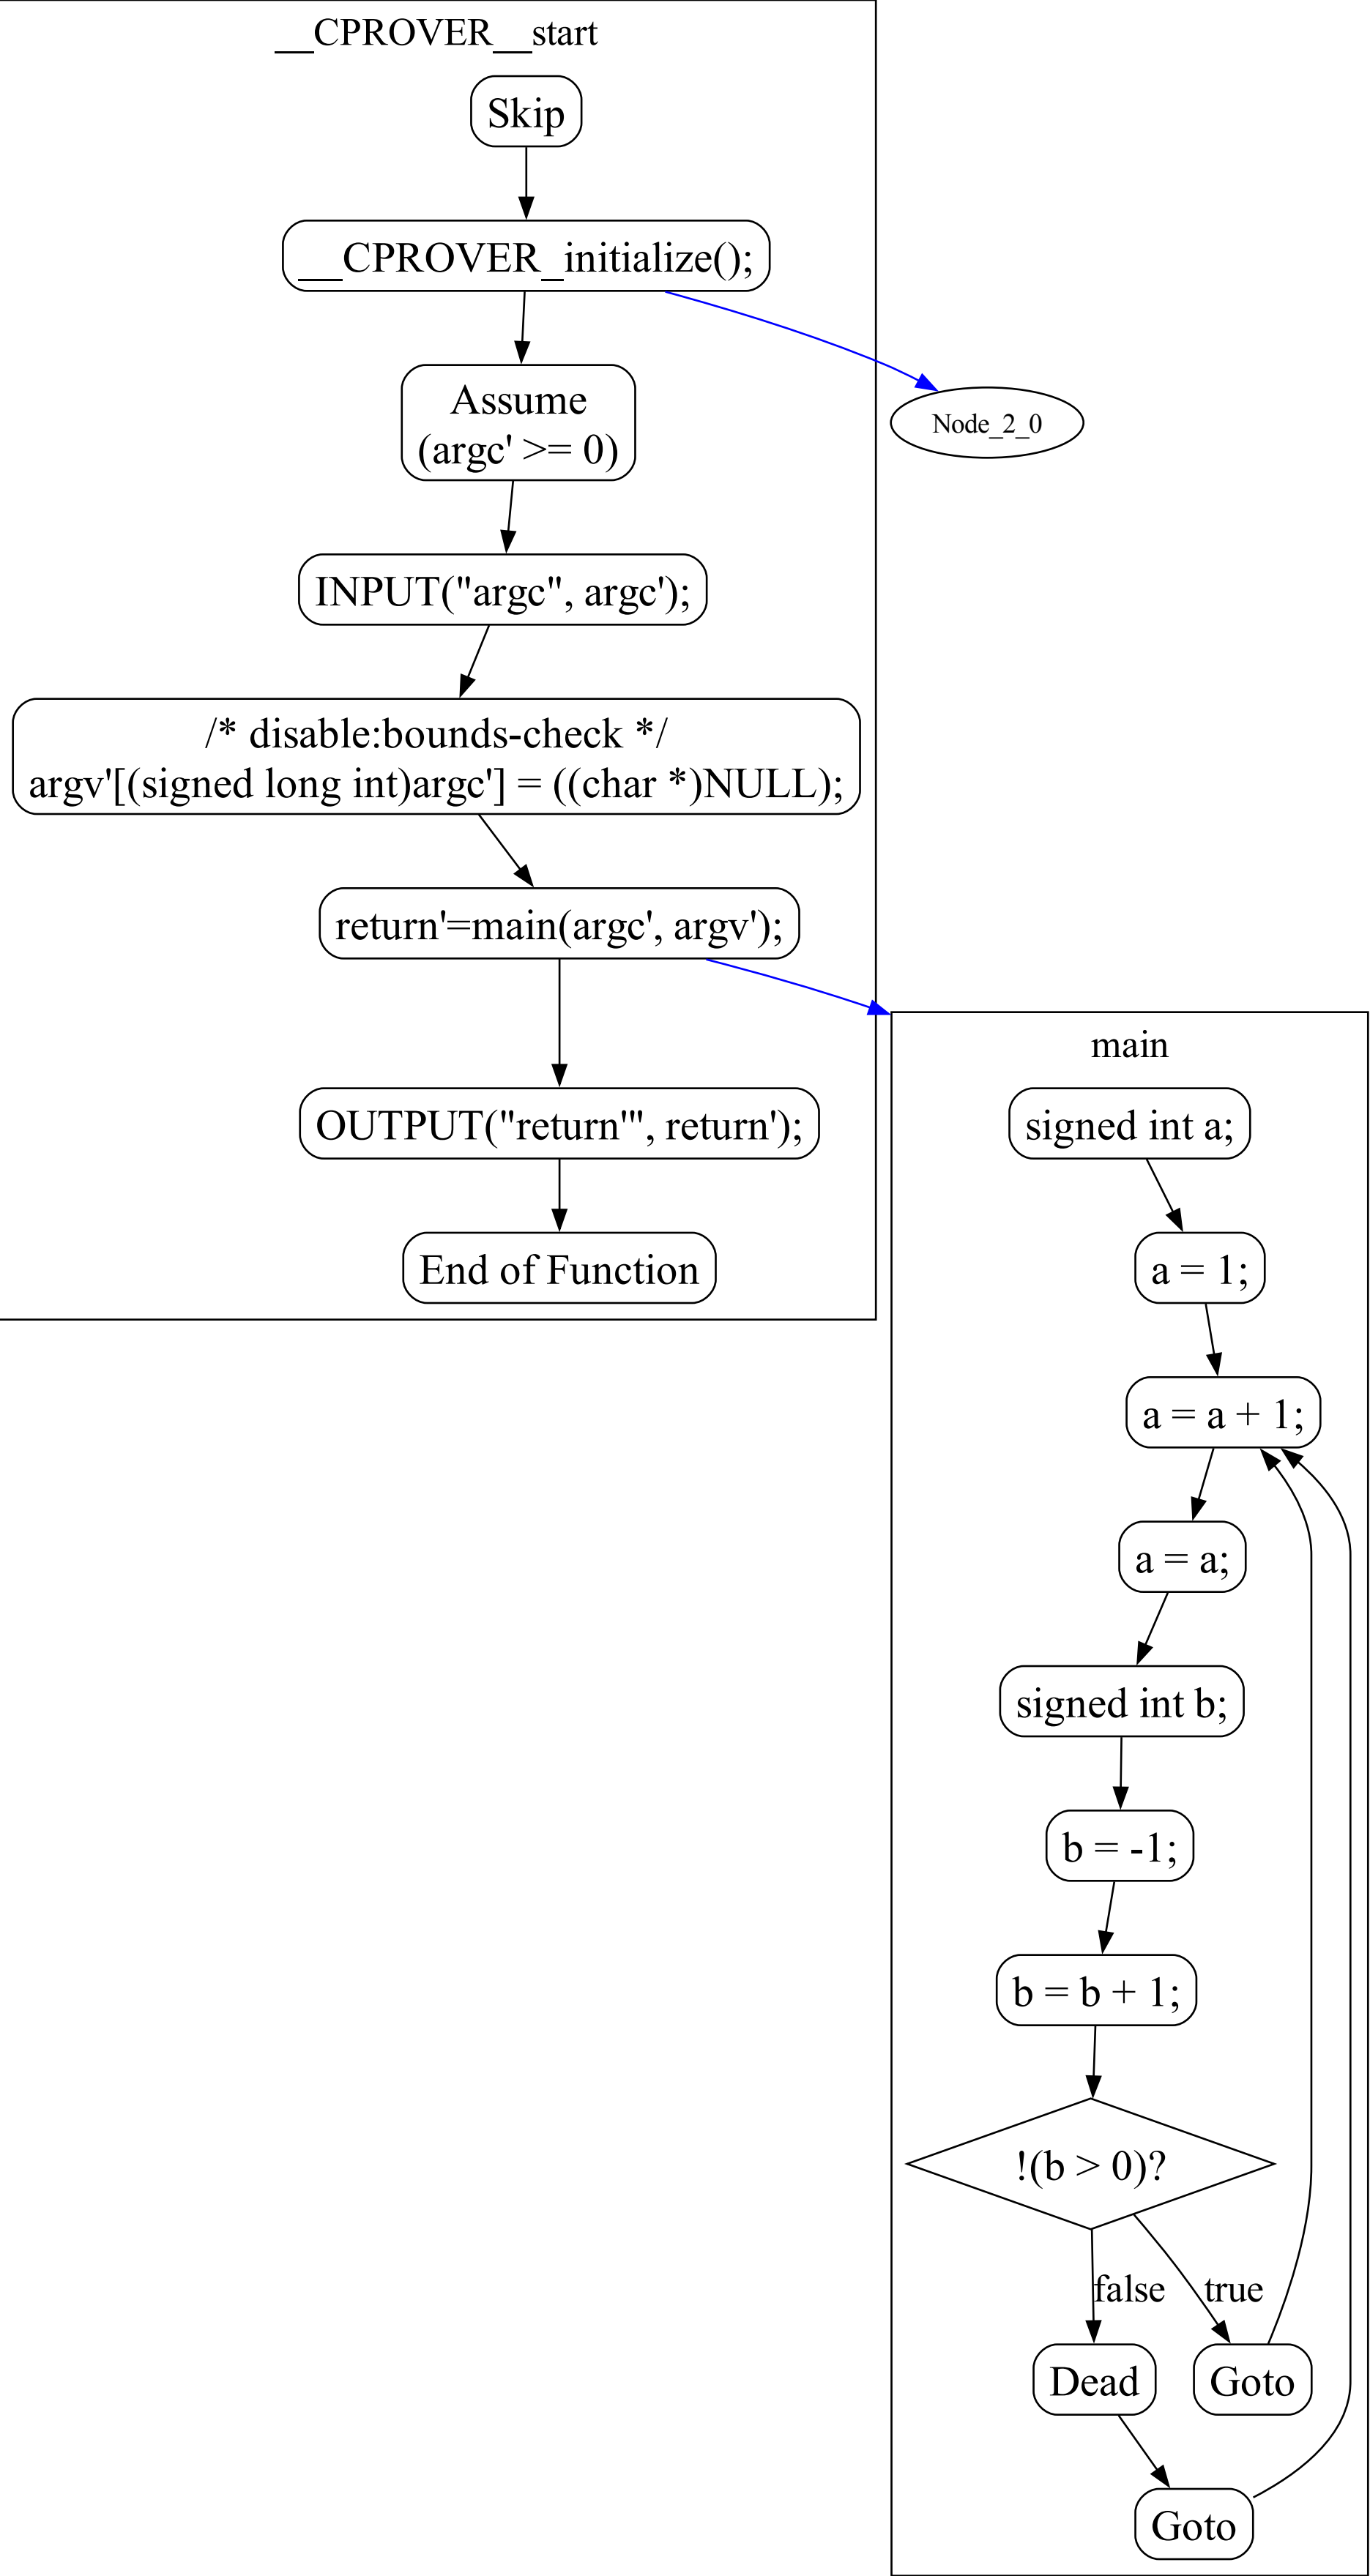 __CPROVER__start
Skip
__CPROVER_initialize();
Assume
(argc' >= 0)
Node_2_0
INPUT("argc", argc');
/* disable:bounds-check */
argv'[(signed long int)argc'] = ((char *)NULL);
return'=main(argc', argv');
OUTPUT("return'", return');
End of Function
main
signed int a;
a = 1;
a = a + 1;
a = a;
signed int b;
b = -1;
b = b + 1;
!(b > 0)?
false
true
Dead
Goto
Goto